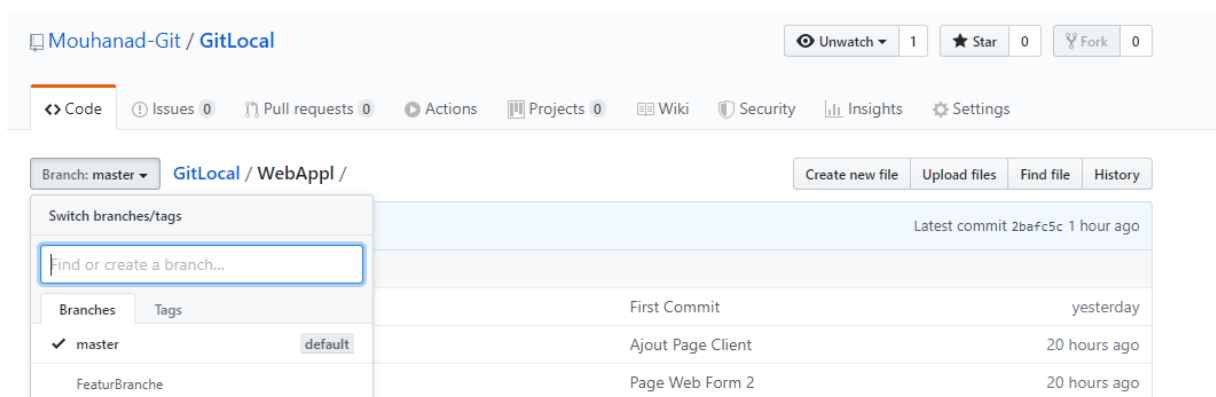 Mouhanad-Git / GitLocal
Unwatch 1 Star 0 Fork 0
Code Issues 0 Pull requests 0 Actions Projects 0 Wiki Security Insights Settings
Branch: master GitLocal / WebAppl / Create new file Upload files Find file History
Switch branches/tags
Latest commit 2bafc5c 1 hour ago
Find or create a branch...
Branches Tags
First Commit yesterday
master default Ajout Page Client 20 hours ago
FeaturBranche Page Web Form 2 20 hours ago